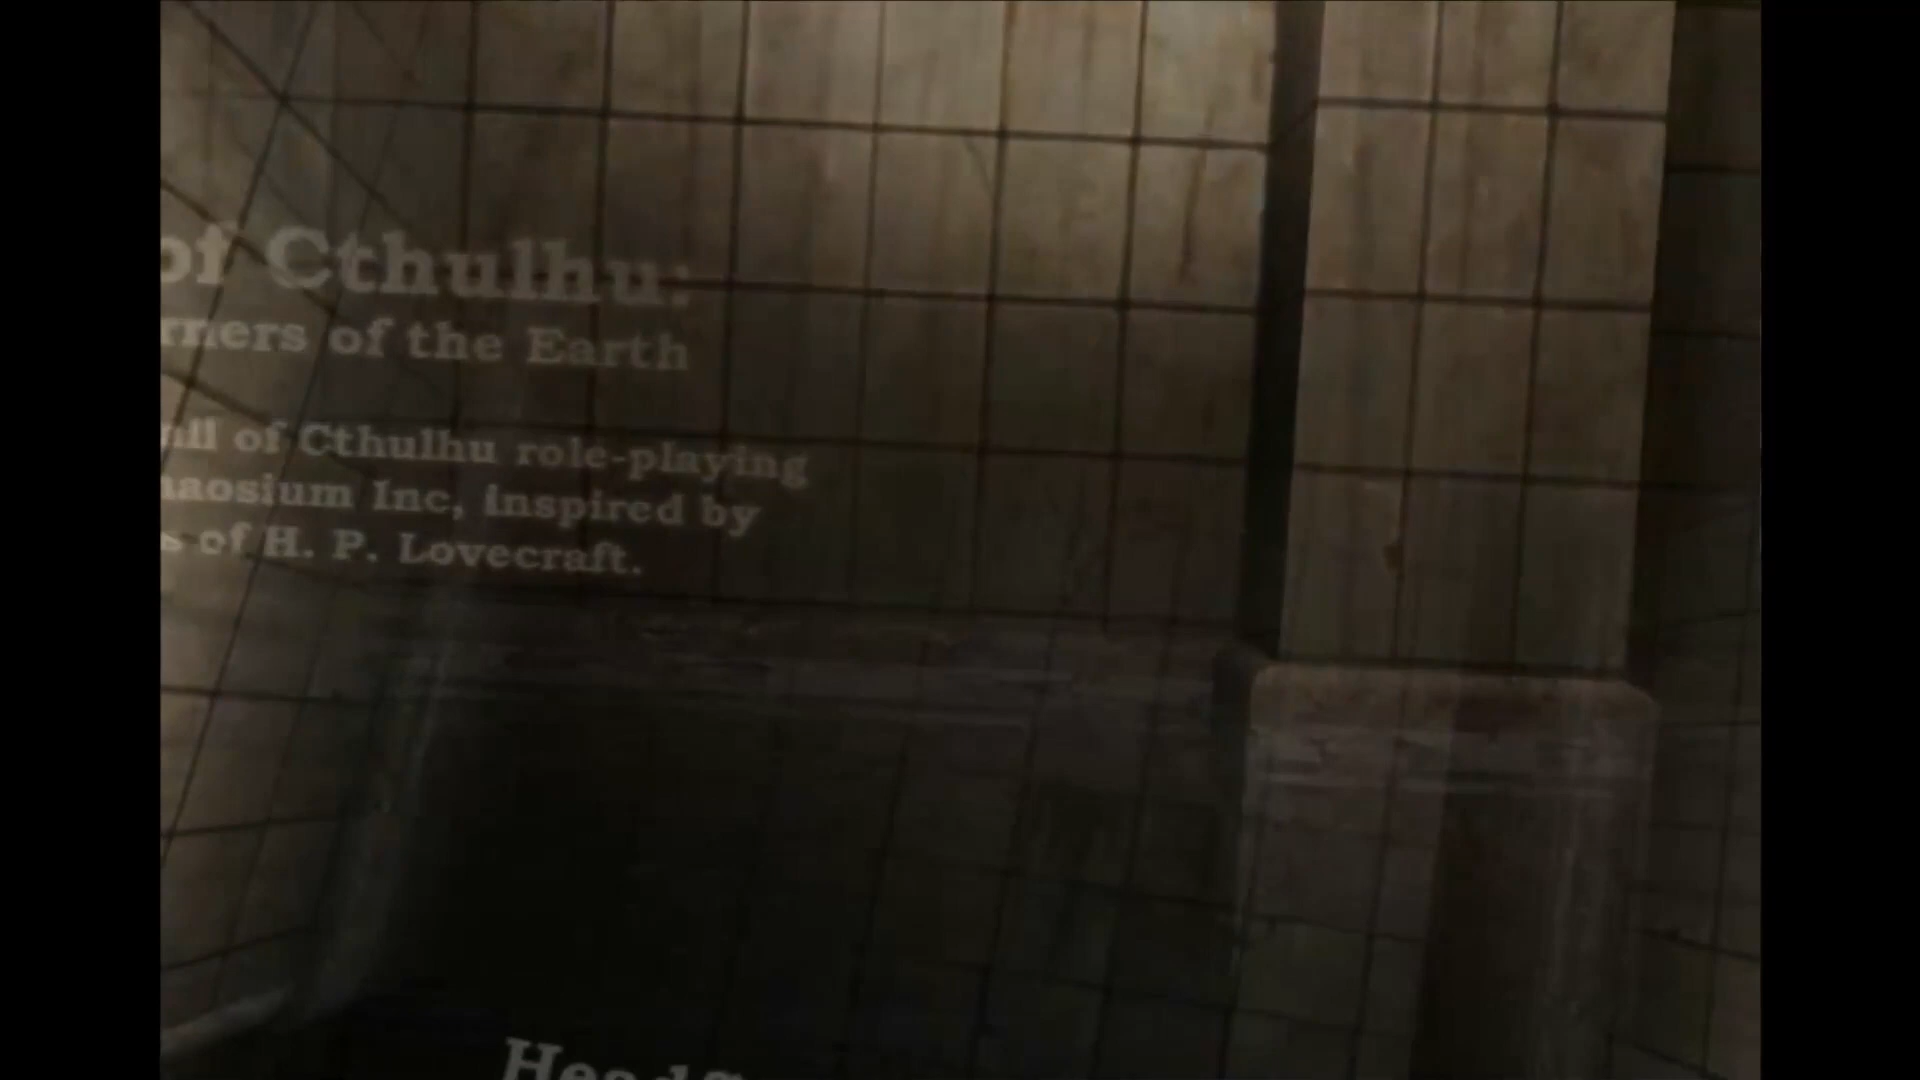 of Cthulhu:
rners of the Earth
all of Cthulhu role-playing
haosium Inc, inspired by
s of H. P. Lovecraft.